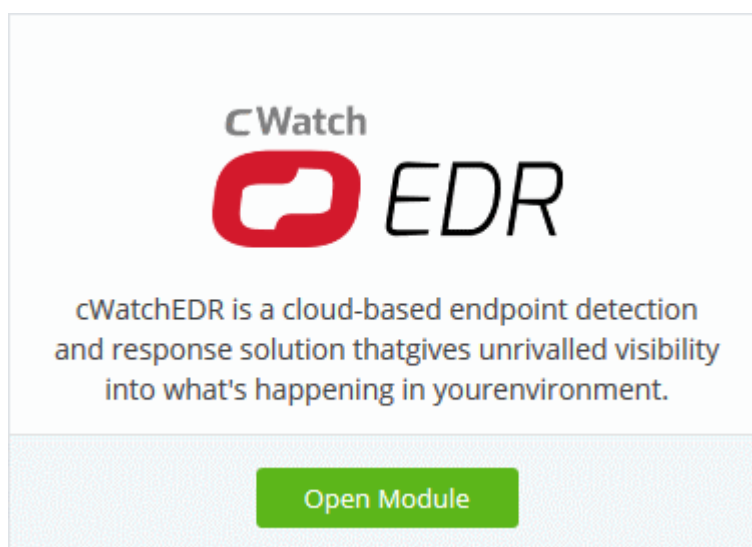 cWatch
EDR
cWatchEDR is a cloud-based endpoint detection
and response solution thatgives unrivalled visibility
into what's happening in yourenvironment.
Open Module